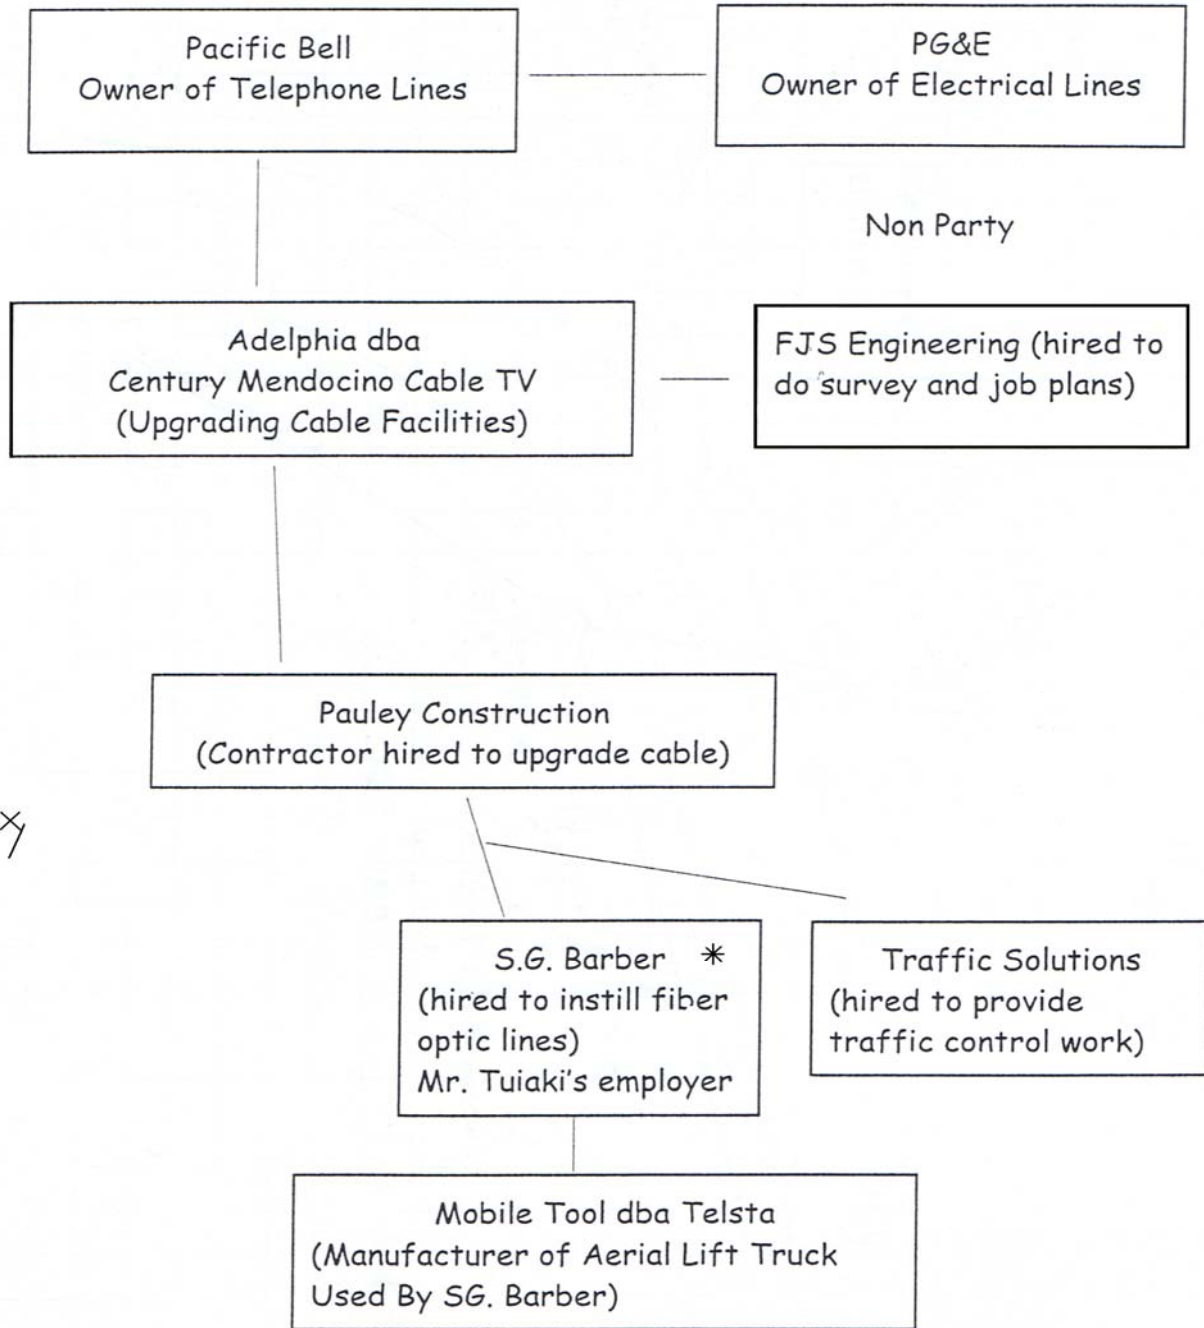 Pacific Bell
Owner of Telephone Lines
PG&E
Owner of Electrical Lines
Non Party
Adelphia dba
Century Mendocino Cable TV
(Upgrading Cable Facilities)
FJS Engineering (hired to
do survey and job plans)
Pauley Construction
(Contractor hired to upgrade cable)
S.G. Barber *
(hired to instill fiber
optic lines)
Mr. Tuiaki's employer
Traffic Solutions
(hired to provide
traffic control work)
Mobile Tool dba Telsta
(Manufacturer of Aerial Lift Truck
Used By SG. Barber)